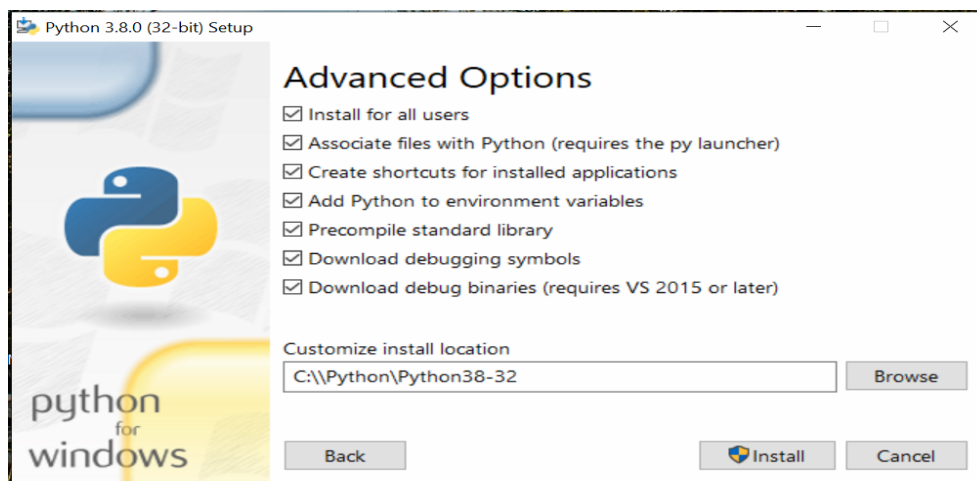 Python 3.8.0 (32-bit) Setup
Advanced Options
Install for all users
Associate files with Python (requires the py launcher)
Create shortcuts for installed applications
Add Python to environment variables
Precompile standard library
Download debugging symbols
Download debug binaries (requires VS 2015 or later)
Customize install location
C:\\Python\Python38-32
Browse
python
for
windows
Back
Install
Cancel